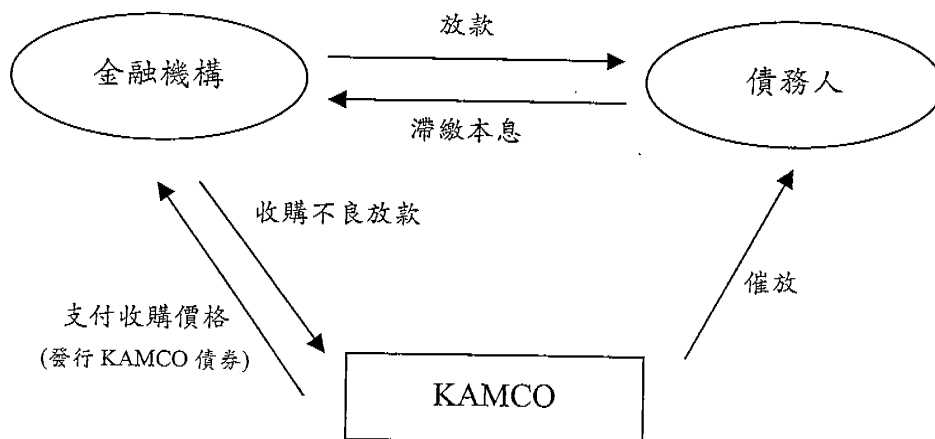 放款
金融機構
債務人
滯繳本息
收購不良放款
催放
支付收購價格
(發行 KAMCO 債券)
KAMCO